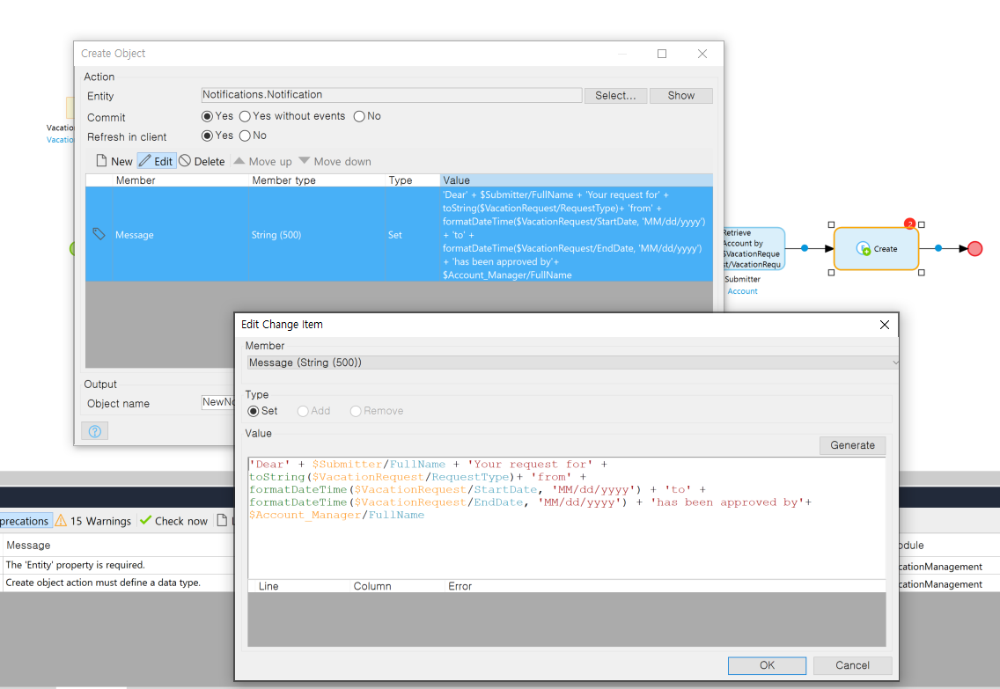 Create Object
Action
Entity
Notifications.Notification
Select...
Show
Commit
Yes
Yes without events
No
Refresh in client
Yes
No
New
Edit
Delete
Move up
Move down
Member
Member type
Type
Value
Message
String (500)
Set
'Dear' + $Submitter/FullName + 'Your request for' +
toString($VacationRequest/RequestType)+ 'from' +
formatDateTime($VacationRequest/StartDate, 'MM/dd/yyyy')
+ 'to' +
formatDateTime($VacationRequest/EndDate, 'MM/dd/yyyy')
+ 'has been approved by'+
$Account_Manager/FullName
Output
Object name
NewNo
Vacatio
Vacatio
Retrieve
Account by
$VacationReque
st/VacationRequ
Submitter
Account
2
Create
Edit Change Item
Member
Message (String (500))
Type
Set
Add
Remove
Value
Generate
'Dear' + $Submitter/FullName + 'Your request for' +
toString($VacationRequest/RequestType)+ 'from' +
formatDateTime($VacationRequest/StartDate, 'MM/dd/yyyy') + 'to' +
formatDateTime($VacationRequest/EndDate, 'MM/dd/yyyy') + 'has been approved by'+
$Account_Manager/FullName
Line
Column
Error
OK
Cancel
precations
15 Warnings
Check now
Message
The 'Entity' property is required.
Create object action must define a data type.
odule
cationManagement
cationManagement